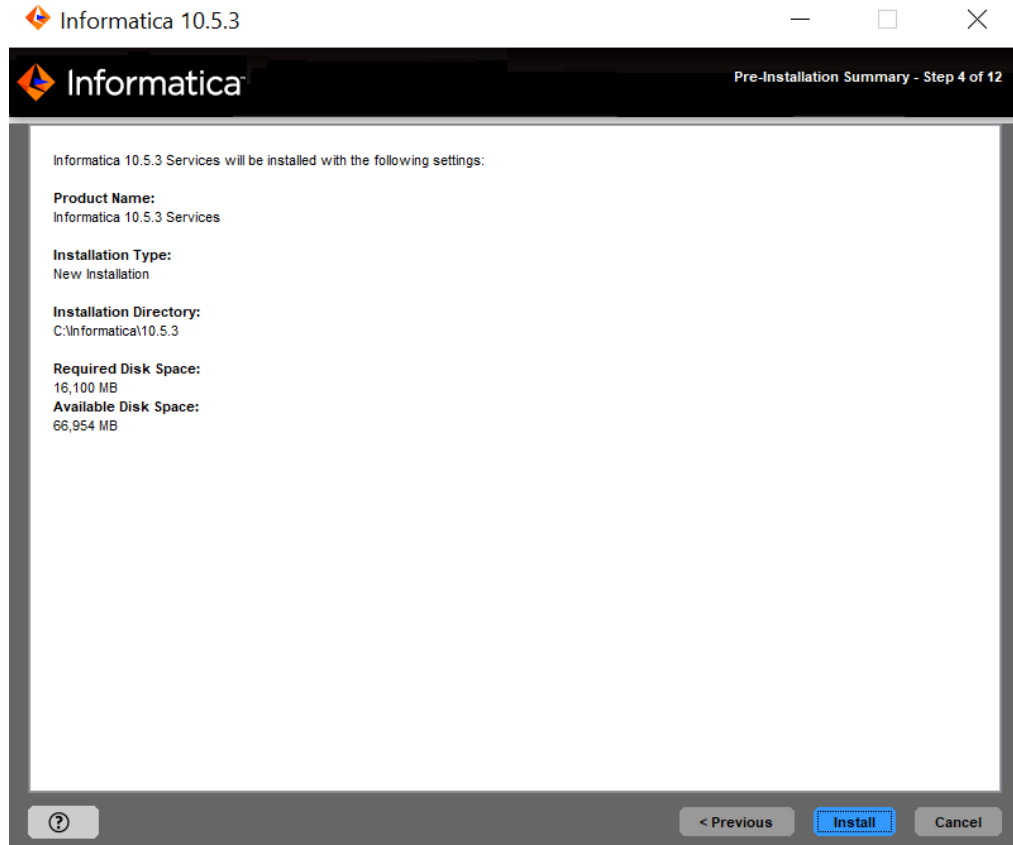 Informatica 10.5.3
Informatica™
Pre-Installation Summary - Step 4 of 12
Informatica 10.5.3 Services will be installed with the following settings:
Product Name:
Informatica 10.5.3 Services
Installation Type:
New Installation
Installation Directory:
C:\Informatica\10.5.3
Required Disk Space:
16,100 MB
Available Disk Space:
66,954 MB
?
< Previous
Install
Cancel